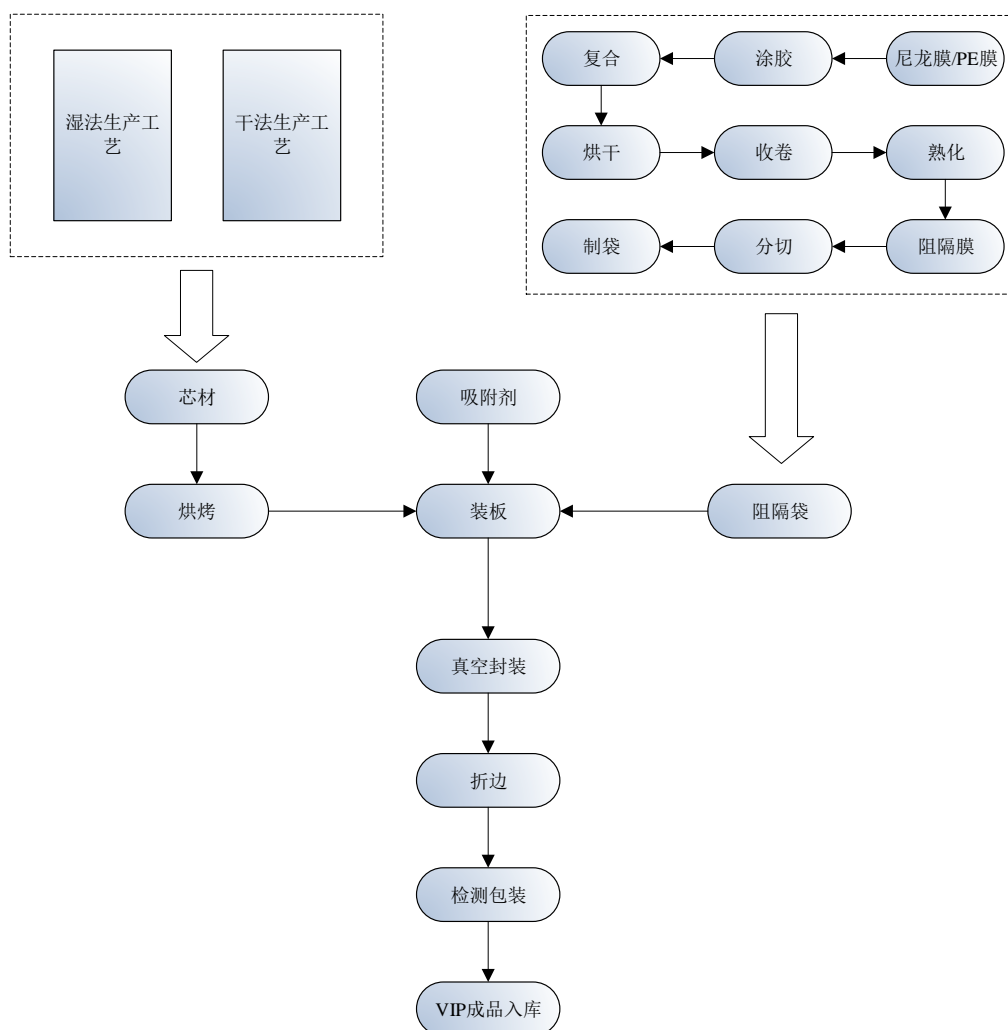 湿法生产工
艺
干法生产工
艺
复合
涂胶
尼龙膜/PE膜
烘干
收卷
熟化
制袋
分切
阻隔膜
芯材
吸附剂
烘烤
装板
阻隔袋
真空封装
折边
检测包装
VIP成品入库